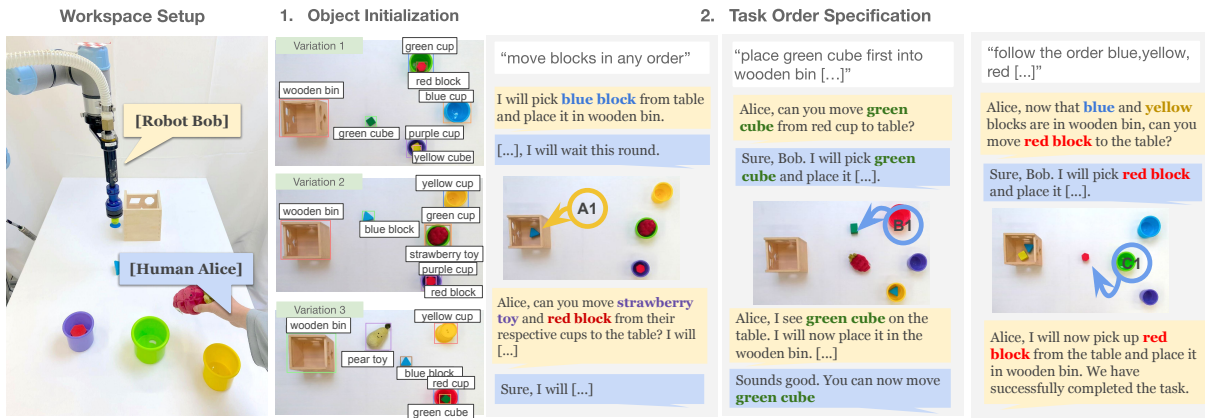 Workspace Setup
1. Object Initialization
2. Task Order Specification
[Robot Bob]
[Human Alice]
Variation 1
green cup
red block
wooden bin
blue cup
green cube
purple cup
yellow cube
Variation 2
yellow cup
wooden bin
green cup
blue block
strawberry toy
purple cup
red block
Variation 3
yellow cup
wooden bin
pear toy
blue block
red cup
green cube
“move blocks in any order”
I will pick blue block from table
and place it in wooden bin.
[...], I will wait this round.
A1
Alice, can you move strawberry
toy and red block from their
respective cups to the table? I will
[...]
Sure, I will [...]
“place green cube first into
wooden bin [...]”
Alice, can you move green
cube from red cup to table?
Sure, Bob. I will pick green
cube and place it [...].
B1
Alice, I see green cube on the
table. I will now place it in the
wooden bin. [...]
Sounds good. You can now move
green cube
“follow the order blue,yellow,
red [...]”
Alice, now that blue and yellow
blocks are in wooden bin, can you
move red block to the table?
Sure, Bob. I will pick red block
and place it [...].
C1
Alice, I will now pick up red
block from the table and place it
in wooden bin. We have
successfully completed the task.